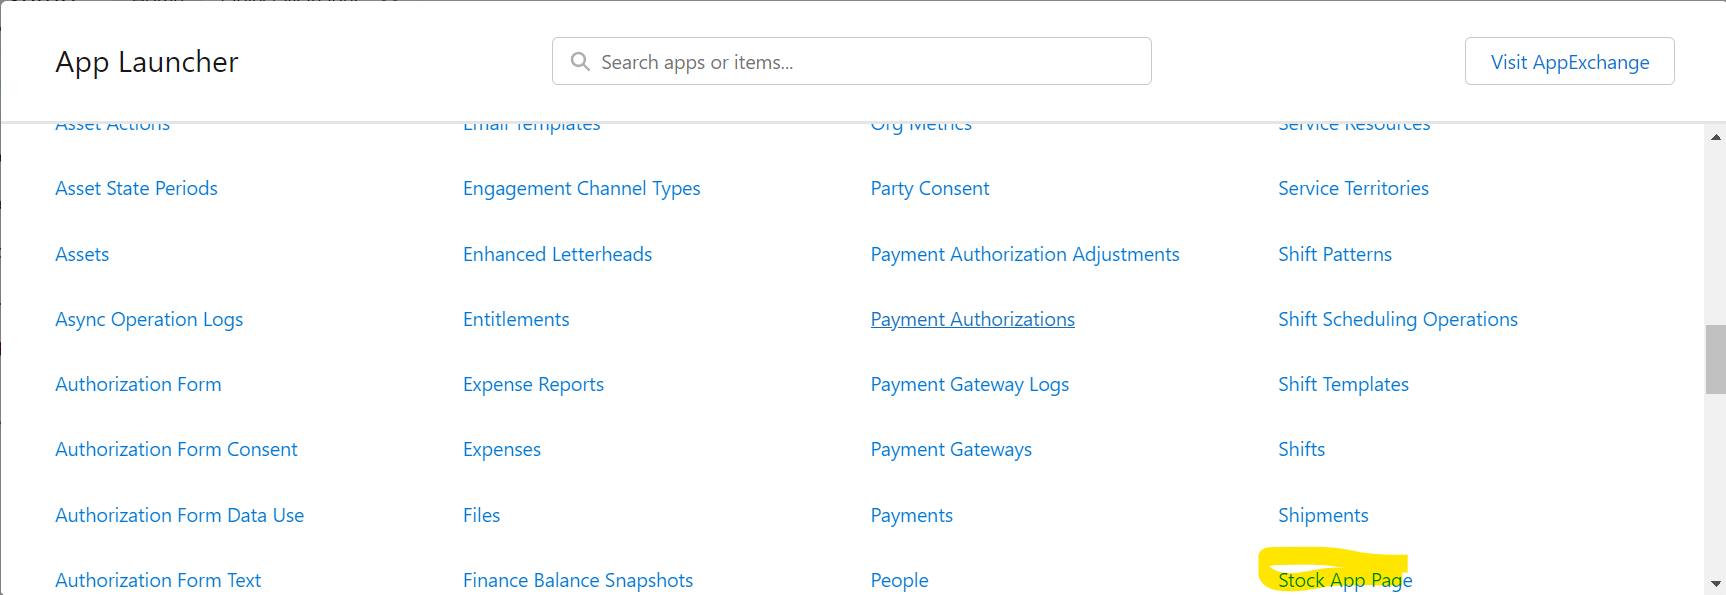 App Launcher
Search apps or items...
Visit AppExchange
Asset Actions
Email Templates
Org Metrics
Service Resources
Asset State Periods
Engagement Channel Types
Party Consent
Service Territories
Assets
Enhanced Letterheads
Payment Authorization Adjustments
Shift Patterns
Async Operation Logs
Entitlements
Payment Authorizations
Shift Scheduling Operations
Authorization Form
Expense Reports
Payment Gateway Logs
Shift Templates
Authorization Form Consent
Expenses
Payment Gateways
Shifts
Authorization Form Data Use
Files
Payments
Shipments
Authorization Form Text
Finance Balance Snapshots
People
Stock App Page